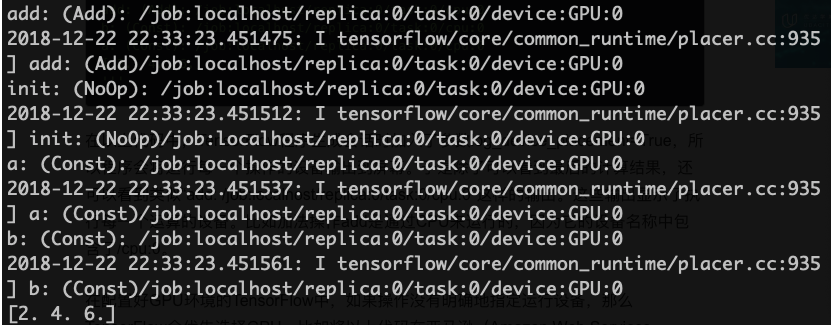 add: (Add): /job:localhost/replica:0/task:0/device:GPU:0
2018-12-22 22:33:23.451475: I tensorflow/core/common_runtime/placer.cc:935
] add: (Add)/job:localhost/replica:0/task:0/device:GPU:0
init: (NoOp): /job:localhost/replica:0/task:0/device:GPU:0
2018-12-22 22:33:23.451512: I tensorflow/core/common_runtime/placer.cc:935
] init: (NoOp)/job:localhost/replica:0/task:0/device:GPU:0
a: (Const): /job:localhost/replica:0/task:0/device:GPU:0
2018-12-22 22:33:23.451537: I tensorflow/core/common_runtime/placer.cc:935
] a: (Const)/job:localhost/replica:0/task:0/device:GPU:0
b: (Const): /job:localhost/replica:0/task:0/device:GPU:0
2018-12-22 22:33:23.451561: I tensorflow/core/common_runtime/placer.cc:935
] b: (Const)/job:localhost/replica:0/task:0/device:GPU:0
[2. 4. 6.]